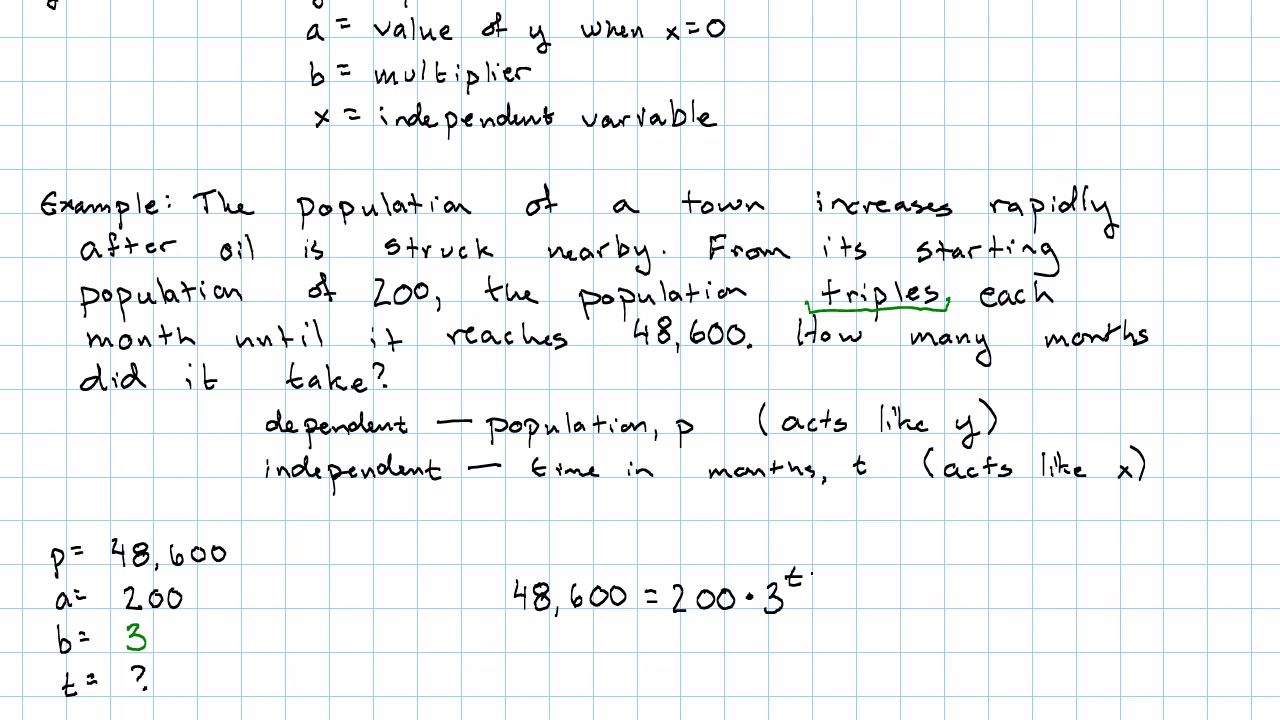 a = value of y when x=0
b = multiplier
x = independent varvable
Example: The population of a town increases rapidly
after oil is struck nearby. From its starting
population of 200, the population triples each
month until it reaches 48,600. How many months
did it take?
dependent — population, p (acts like y)
independent — time in months, t (acts like x)
p= 48,600
a= 200
b= 3
t= ?
48,600 = 200 · 3^t